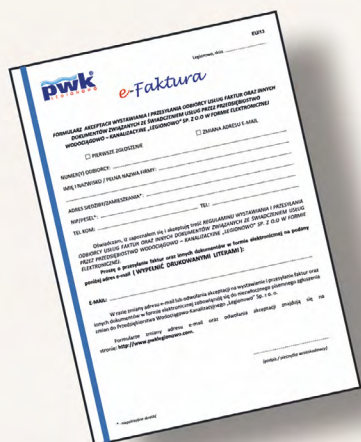 EU/13
Legionowo, dnia
pwk
LEGIONOWO
e-Faktura
FORMULARZ AKCEPTACJI WYSTAWIANIA I PRZESYŁANIA ODBIORCY USŁUG FAKTUR ORAZ INNYCH
DOKUMENTÓW ZWIĄZANYCH ZE ŚWIADCZENIEM USŁUG PRZEZ PRZEDSIĘBIORSTWO
WODOCIĄGOWO – KANALIZACYJNE „LEGIONOWO" SP. Z O.O W FORMIE ELEKTRONICZNEJ
☐ PIERWSZE ZGŁOSZENIE ☐ ZMIANA ADRESU E-MAIL
NUMER(Y) ODBIORCY:
IMIĘ I NAZWISKO / PEŁNA NAZWA FIRMY:
ADRES SIEDZIBY/ZAMIESZKANIA*:
NIP/PESEL*:
TEL KOM: TEL:
Oświadczam, iż zapoznałem się i akceptuję treść REGULAMINU WYSTAWIANIA I PRZESYŁANIA
ODBIORCY USŁUG FAKTUR ORAZ INNYCH DOKUMENTÓW ZWIĄZANYCH ZE ŚWIADCZENIEM USŁUG
PRZEZ PRZEDSIĘBIORSTWO WODOCIĄGOWO – KANALIZACYJNE „LEGIONOWO" SP. Z O.O W FORMIE
ELEKTRONICZNEJ.
Proszę o przesyłanie faktur oraz innych dokumentów w formie elektronicznej na podany
poniżej adres e-mail ( WYPEŁNIĆ DRUKOWANYMI LITERAMI ):
E-MAIL:
W razie zmiany adresu e-mail lub odwołania akceptacji na wystawianie i przesyłanie faktur oraz
innych dokumentów w formie elektronicznej zobowiązuję się do niezwłocznego pisemnego zgłoszenia
zmian do Przedsiębiorstwa Wodociągowo-Kanalizacyjnego „Legionowo" Sp. z o. o.
Formularze zmiany adresu e-mail oraz odwołania akceptacji znajdują się na
stronie: http://www.pwklegionowo.com.
(podpis / pieczątka wnioskodawcy)
* - niepotrzebne skreślić